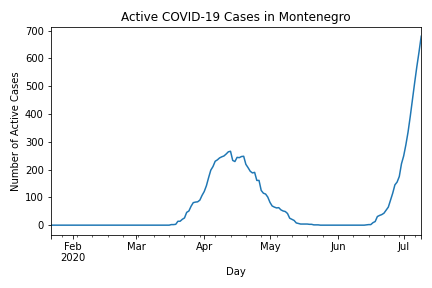 Active COVID-19 Cases in Montenegro
700
600
500
400
300
200
100
0
Number of Active Cases
Feb
2020
Mar
Apr
May
Jun
Jul
Day